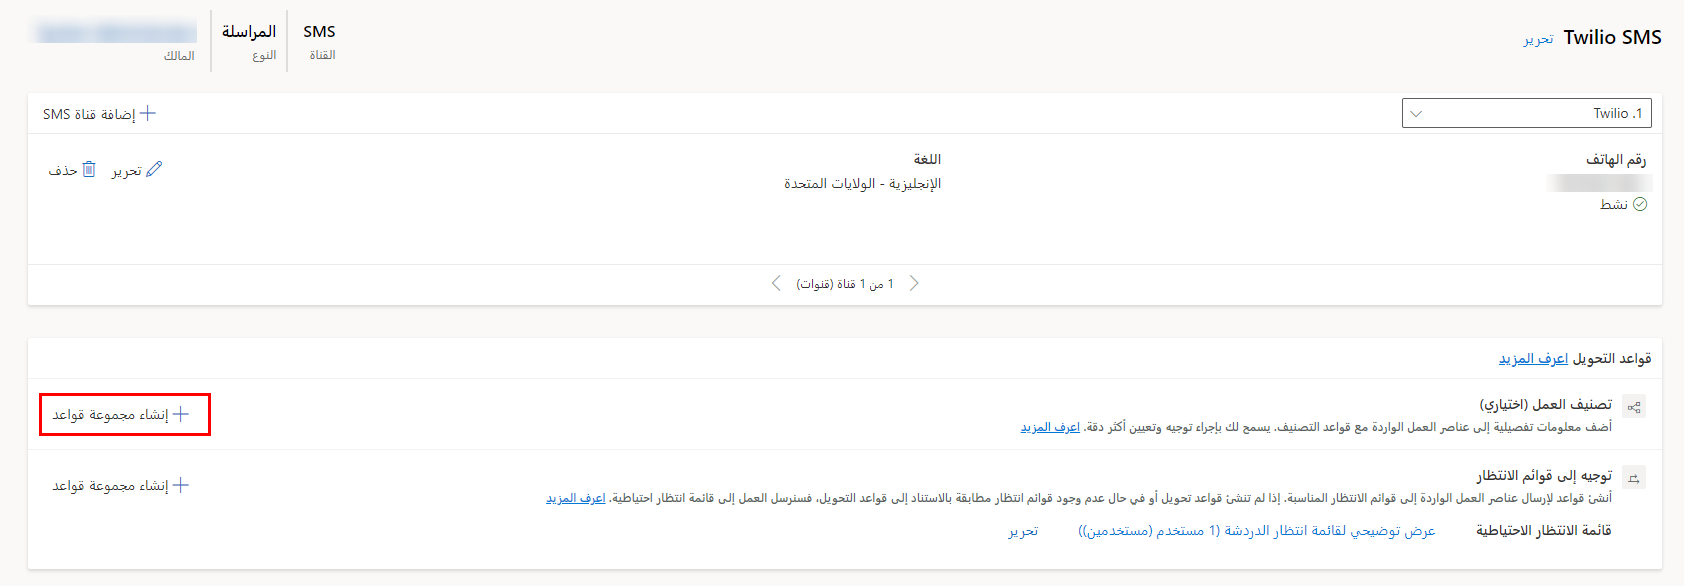 Twilio SMS تحرير
SMS المراسلة
القناة النوع المالك
1. Twilio
إضافة قناة SMS
رقم الهاتف
نشط
اللغة
الإنجليزية - الولايات المتحدة
تحرير حذف
1 من 1 قناة (قنوات)
قواعد التحويل اعرف المزيد
تصنيف العمل (اختياري)
أضف معلومات تفصيلية إلى عناصر العمل الواردة مع قواعد التصنيف. يسمح لك بإجراء توجيه وتعيين أكثر دقة. اعرف المزيد
إنشاء مجموعة قواعد
توجيه إلى قوائم الانتظار
أنشئ قواعد لإرسال عناصر العمل الواردة إلى قوائم الانتظار المناسبة. إذا لم تنشئ قواعد تحويل أو في حال عدم وجود قوائم انتظار مطابقة بالاستناد إلى قواعد التحويل، فسنرسل العمل إلى قائمة انتظار احتياطية. اعرف المزيد
إنشاء مجموعة قواعد
قائمة الانتظار الاحتياطية عرض توضيحي لقائمة انتظار الدردشة (1 مستخدم (مستخدمين)) تحرير